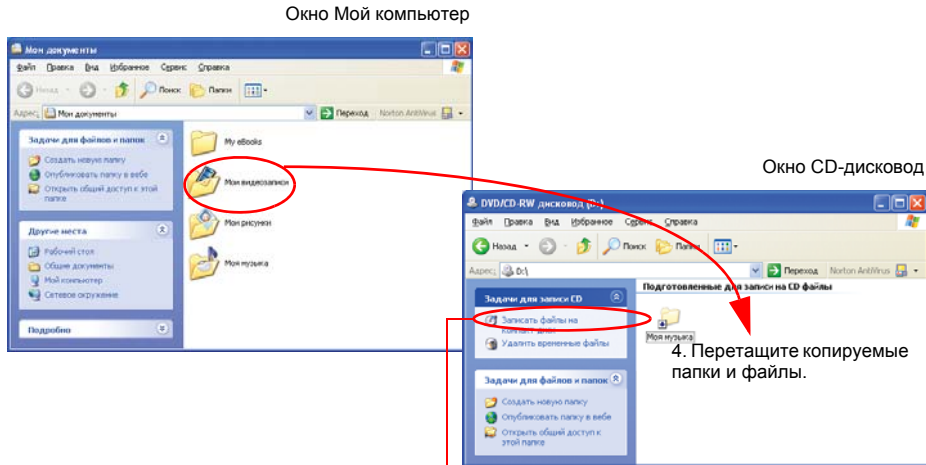 Окно Мой компьютер
Мои документы
Файл Правка Вид Избранное Сервис Справка
Назад Поиск Папки
Адрес: Мои документы Переход Norton AntiVirus
Задачи для файлов и папок
Создать новую папку
Опубликовать папку в вебе
Открыть общий доступ к этой
папке
Другие места
Рабочий стол
Общие документы
Мой компьютер
Сетевое окружение
Подробно
My eBooks
Мои видеозаписи
Мои рисунки
Моя музыка
Окно CD-дисковод
DVD/CD-RW дисковод (D:)
Файл Правка Вид Избранное Сервис Справка
Назад Поиск Папки
Адрес: D:\ Переход Norton AntiVirus
Задачи для записи CD
Записать файлы на
компакт-диск
Удалить временные файлы
Задачи для файлов и папок
Создать новую папку
Опубликовать папку в вебе
Открыть общий доступ к
этой папке
Подготовленные для записи на CD файлы
Моя музыка
4. Перетащите копируемые
папки и файлы.